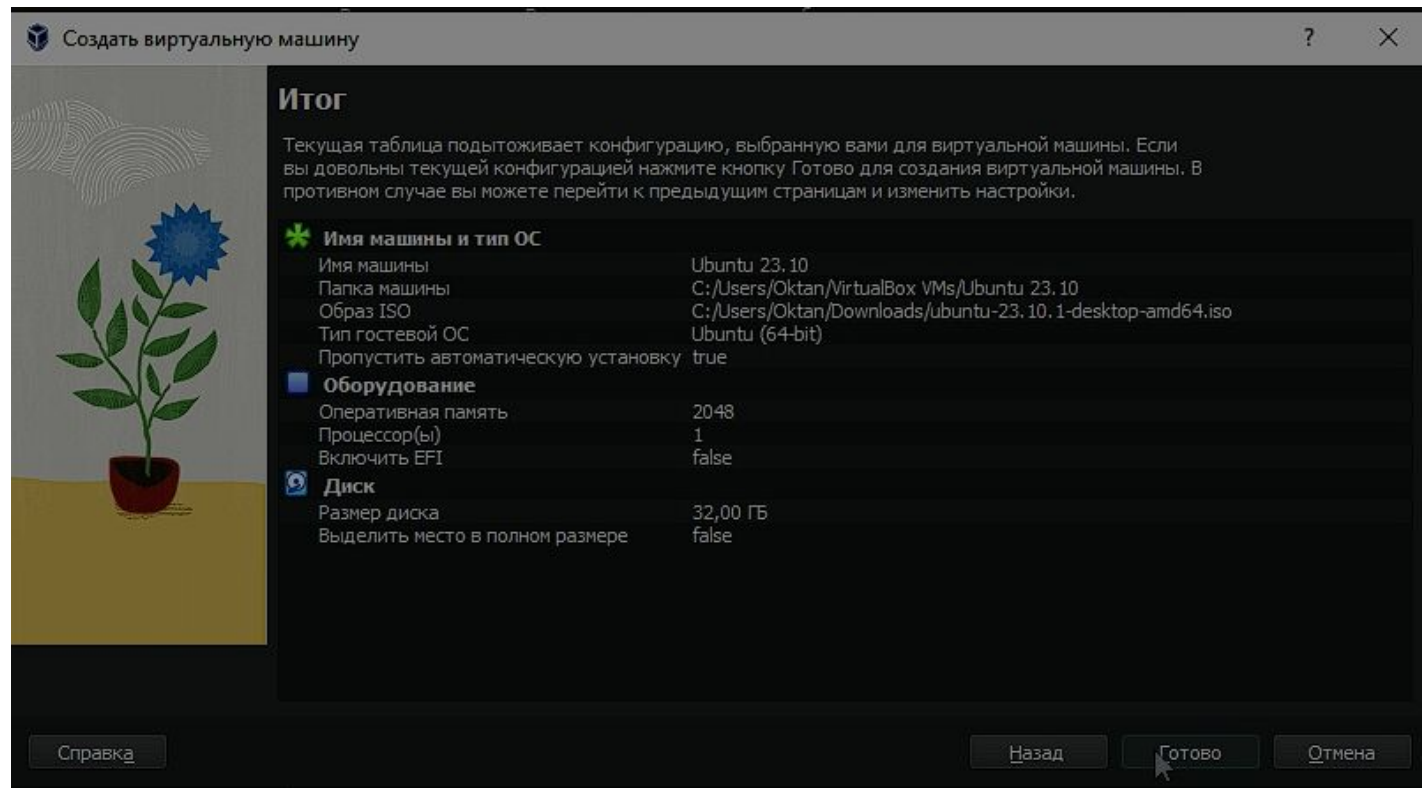 Создать виртуальную машину
?
Итог
Текущая таблица подытоживает конфигурацию, выбранную вами для виртуальной машины. Если
вы довольны текущей конфигурацией нажмите кнопку Готово для создания виртуальной машины. В
противном случае вы можете перейти к предыдущим страницам и изменить настройки.
Имя машины и тип ОС
Имя машины Ubuntu 23.10
Папка машины C:/Users/Oktan/VirtualBox VMs/Ubuntu 23.10
Образ ISO C:/Users/Oktan/Downloads/ubuntu-23.10.1-desktop-amd64.iso
Тип гостевой ОС Ubuntu (64-bit)
Пропустить автоматическую установку true
Оборудование
Оперативная память 2048
Процессор(ы) 1
Включить EFI false
Диск
Размер диска 32,00 ГБ
Выделить место в полном размере false
Справка Назад Готово Отмена